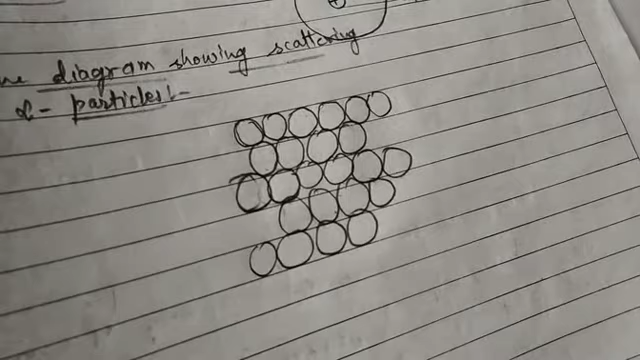 diagram showing scattering
α- particles:-